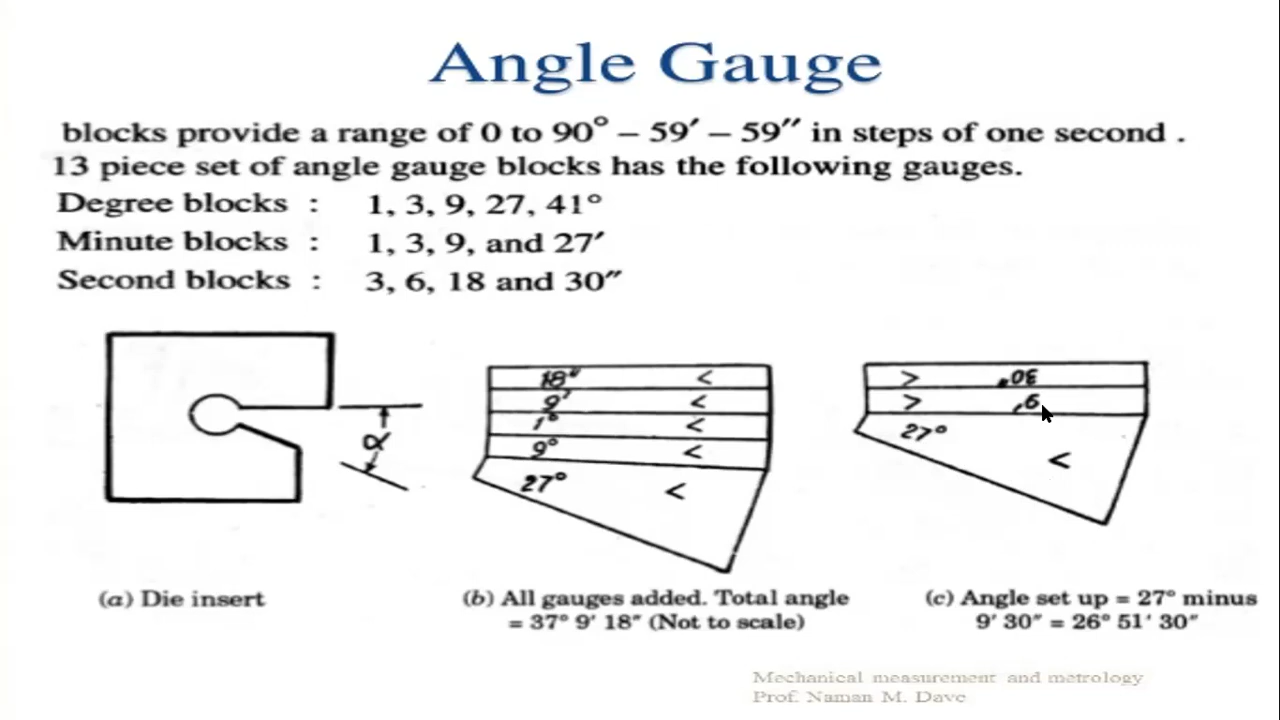 Angle Gauge
blocks provide a range of 0 to 90° – 59′ – 59″ in steps of one second .
13 piece set of angle gauge blocks has the following gauges.
Degree blocks : 1, 3, 9, 27, 41°
Minute blocks : 1, 3, 9, and 27′
Second blocks : 3, 6, 18 and 30″
α
18"
<
9'
<
1°
<
9°
<
27°
<
>
30"
>
9'
27°
<
(a) Die insert
(b) All gauges added. Total angle
= 37° 9′ 18″ (Not to scale)
(c) Angle set up = 27° minus
9′ 30″ = 26° 51′ 30″
Mechanical measurement and metrology
Prof. Naman M. Dave